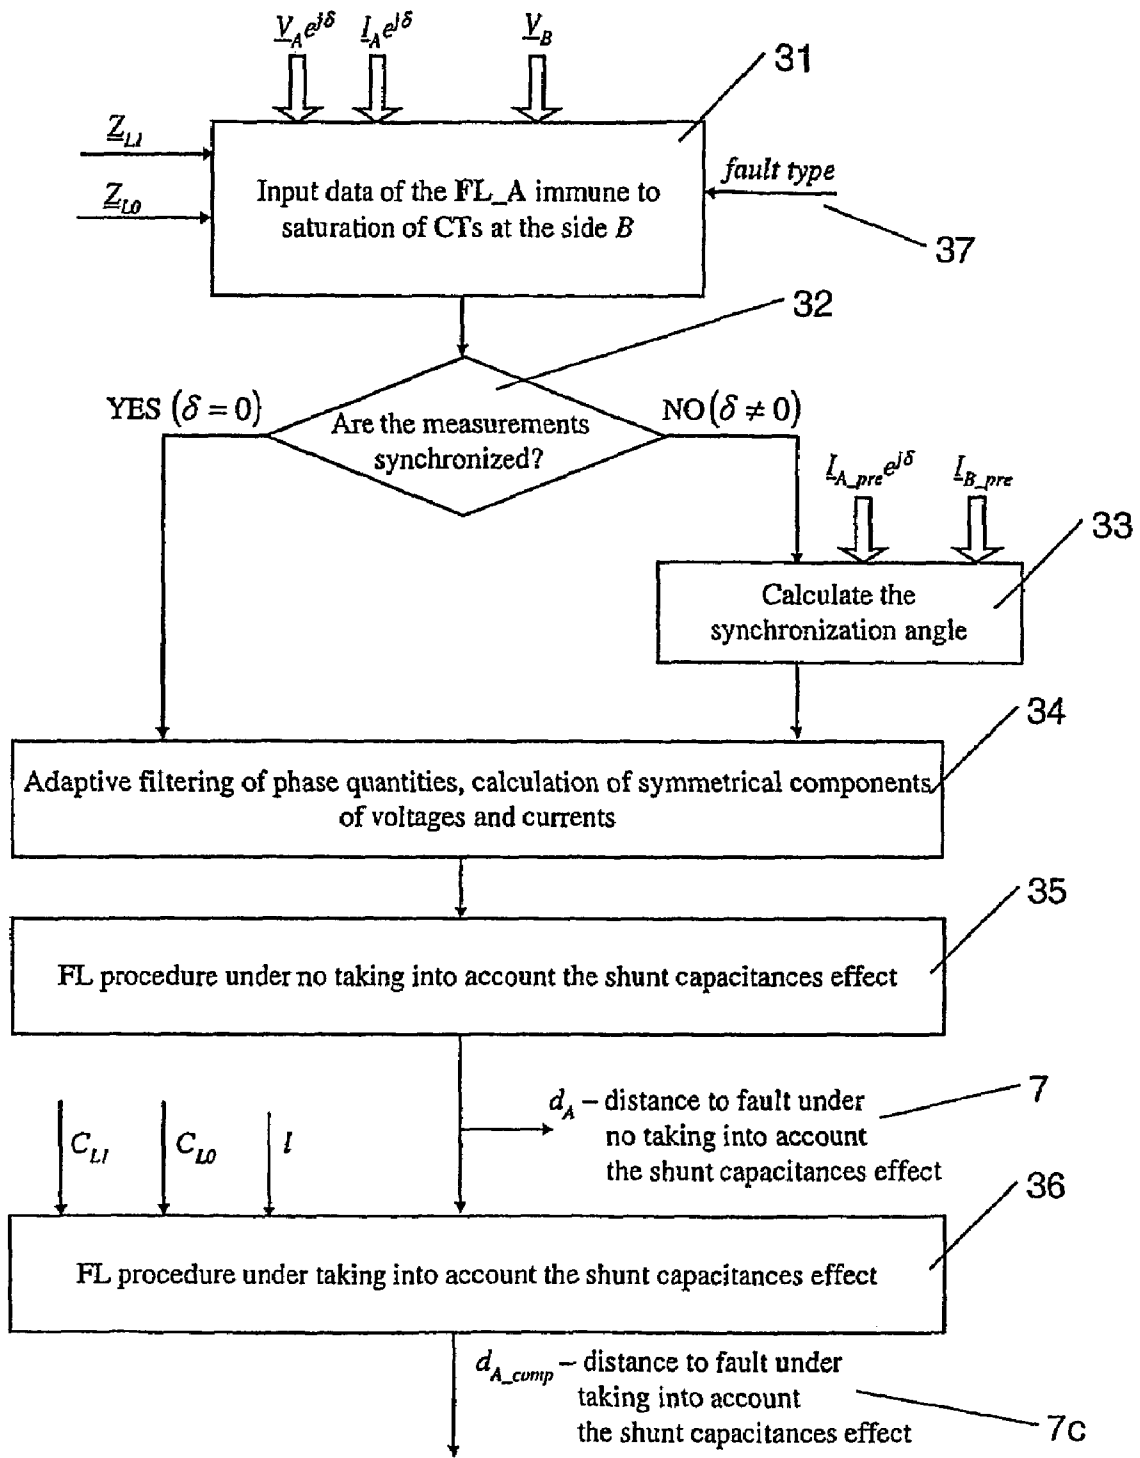 V_A e^jδ I_A e^jδ V_B
31
Z_L1
Z_L0
Input data of the FL_A immune to
saturation of CTs at the side B
fault type
37
32
YES (δ = 0)
NO (δ ≠ 0)
Are the measurements
synchronized?
I_A_pre e^jδ I_B_pre
33
Calculate the
synchronization angle
34
Adaptive filtering of phase quantities, calculation of symmetrical components
of voltages and currents
35
FL procedure under no taking into account the shunt capacitances effect
7
d_A – distance to fault under
no taking into account
the shunt capacitances effect
C_L1 C_L0 l
36
FL procedure under taking into account the shunt capacitances effect
d_A_comp – distance to fault under
taking into account
the shunt capacitances effect
7c